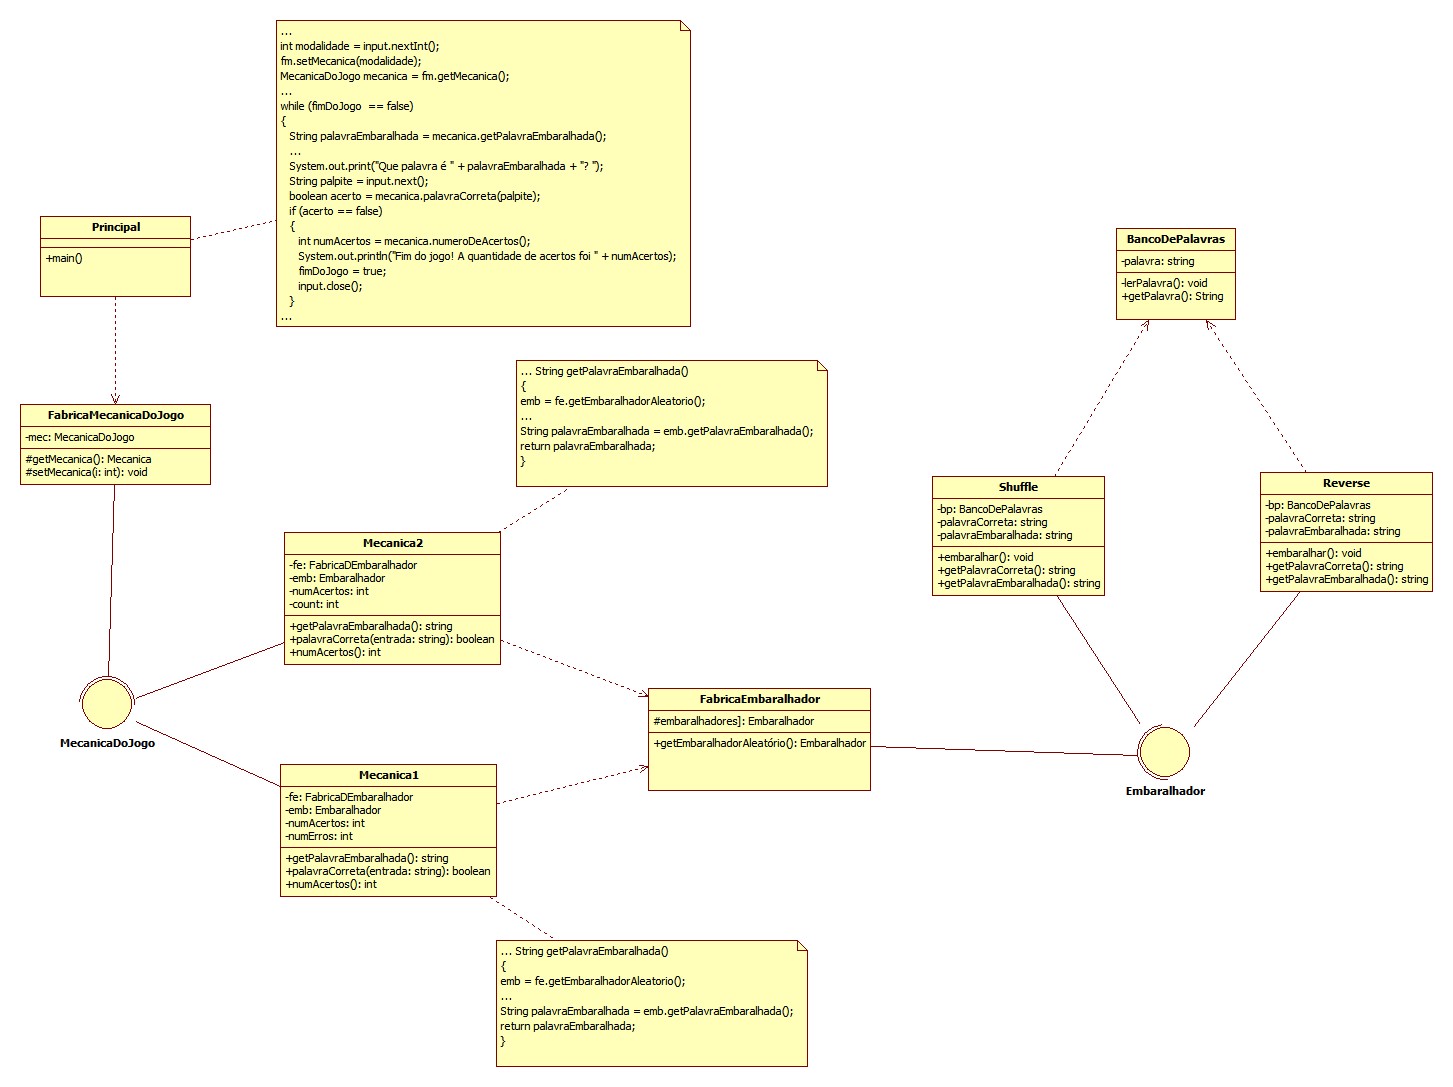 ...
int modalidade = input.nextInt();
fm.setMecanica(modalidade);
MecanicaDoJogo mecanica = fm.getMecanica();
...
while (fimDoJogo  == false)
{
String palavraEmbaralhada = mecanica.getPalavraEmbaralhada();
...
System.out.print("Que palavra é " + palavraEmbaralhada + "? ");
String palpite = input.next();
boolean acerto = mecanica.palavraCorreta(palpite);
if (acerto == false)
{
int numAcertos = mecanica.numeroDeAcertos();
System.out.println("Fim do jogo! A quantidade de acertos foi " + numAcertos);
fimDoJogo = true;
input.close();
}
...
Principal
+main()
BancoDePalavras
-palavra: string
-lerPalavra(): void
+getPalavra(): String
... String getPalavraEmbaralhada()
{
emb = fe.getEmbaralhadorAleatorio();
...
String palavraEmbaralhada = emb.getPalavraEmbaralhada();
return palavraEmbaralhada;
}
FabricaMecanicaDoJogo
-mec: MecanicaDoJogo
#getMecanica(): Mecanica
#setMecanica(i: int): void
Shuffle
-bp: BancoDePalavras
-palavraCorreta: string
-palavraEmbaralhada: string
+embaralhar(): void
+getPalavraCorreta(): string
+getPalavraEmbaralhada(): string
Reverse
-bp: BancoDePalavras
-palavraCorreta: string
-palavraEmbaralhada: string
+embaralhar(): void
+getPalavraCorreta(): string
+getPalavraEmbaralhada(): string
Mecanica2
-fe: FabricaDEmbaralhador
-emb: Embaralhador
-numAcertos: int
-count: int
+getPalavraEmbaralhada(): string
+palavraCorreta(entrada: string): boolean
+numAcertos(): int
MecanicaDoJogo
FabricaEmbaralhador
#embaralhadores]: Embaralhador
+getEmbaralhadorAleatório(): Embaralhador
Embaralhador
Mecanica1
-fe: FabricaDEmbaralhador
-emb: Embaralhador
-numAcertos: int
-numErros: int
+getPalavraEmbaralhada(): string
+palavraCorreta(entrada: string): boolean
+numAcertos(): int
... String getPalavraEmbaralhada()
{
emb = fe.getEmbaralhadorAleatorio();
...
String palavraEmbaralhada = emb.getPalavraEmbaralhada();
return palavraEmbaralhada;
}